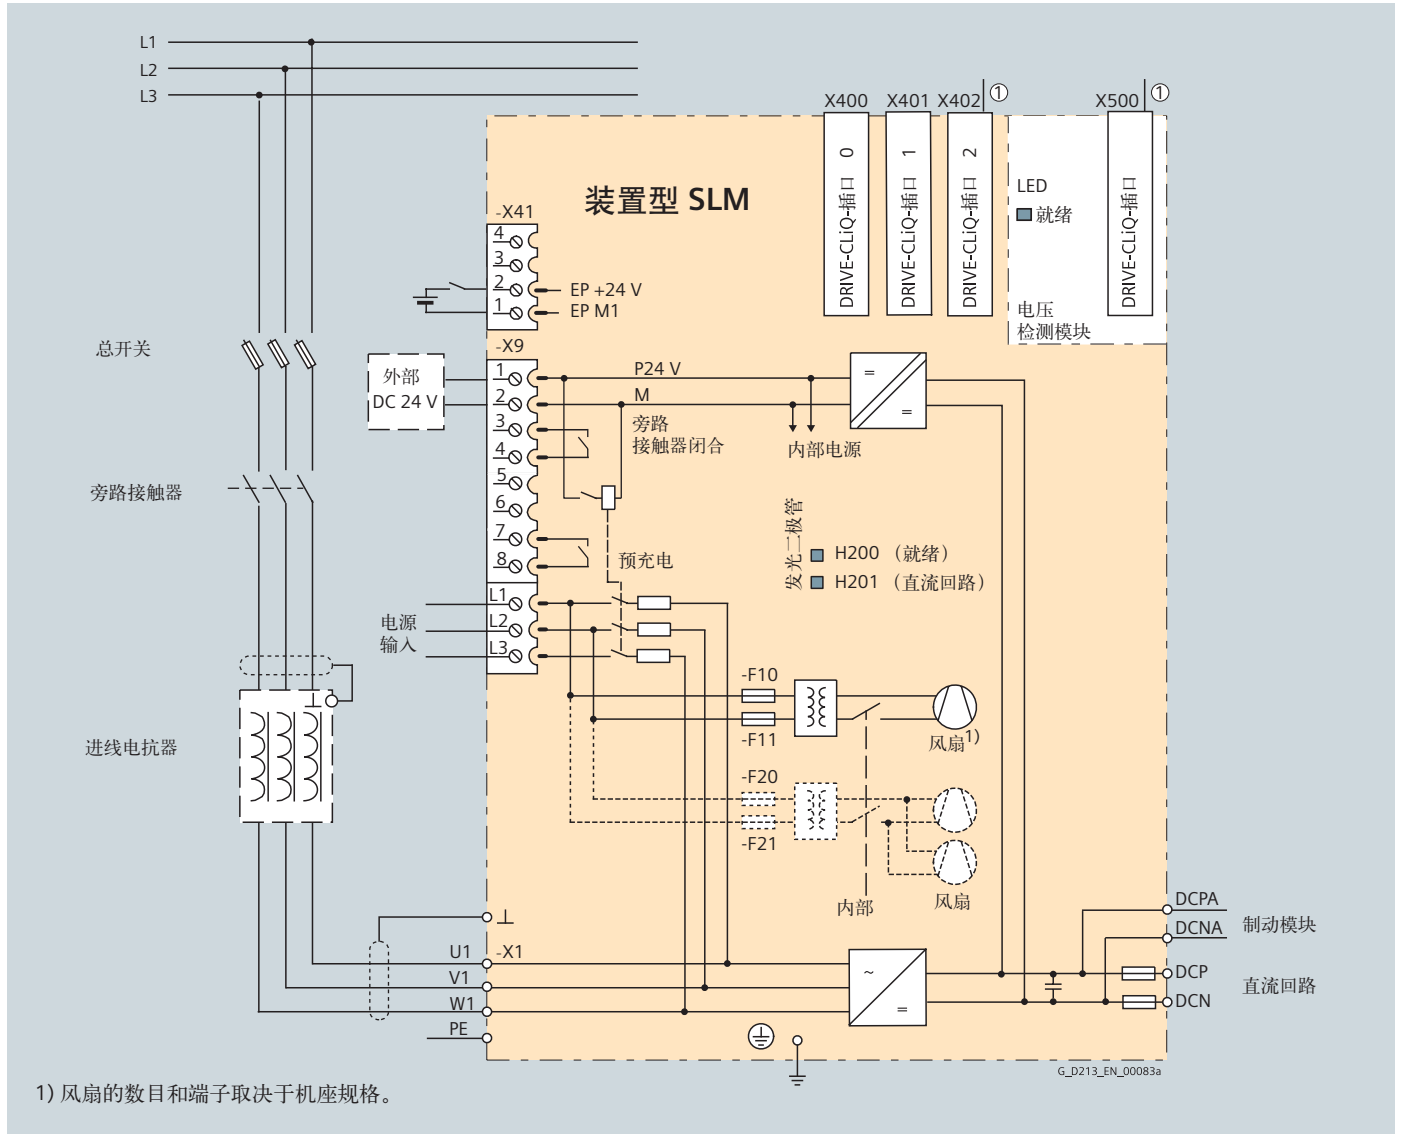 L1
L2
L3
X400
X401
X402
①
X500
①
DRIVE-CLiQ-插口 0
DRIVE-CLiQ-插口 1
DRIVE-CLiQ-插口 2
DRIVE-CLiQ-插口
LED
就绪
电压
检测模块
装置型 SLM
-X41
4
3
2
1
EP +24 V
EP M1
总开关
外部
DC 24 V
-X9
1
2
3
4
5
6
7
8
P24 V
M
旁路
接触器闭合
=
=
内部电源
旁路接触器
预充电
发光二极管
H200 （就绪）
H201 （直流回路）
电源
输入
L1
L2
L3
-F10
-F11
风扇1)
进线电抗器
-F20
-F21
内部
风扇
DCPA
DCNA
制动模块
U1
-X1
V1
W1
PE
~
=
DCP
DCN
直流回路
G_D213_EN_00083a
1) 风扇的数目和端子取决于机座规格。